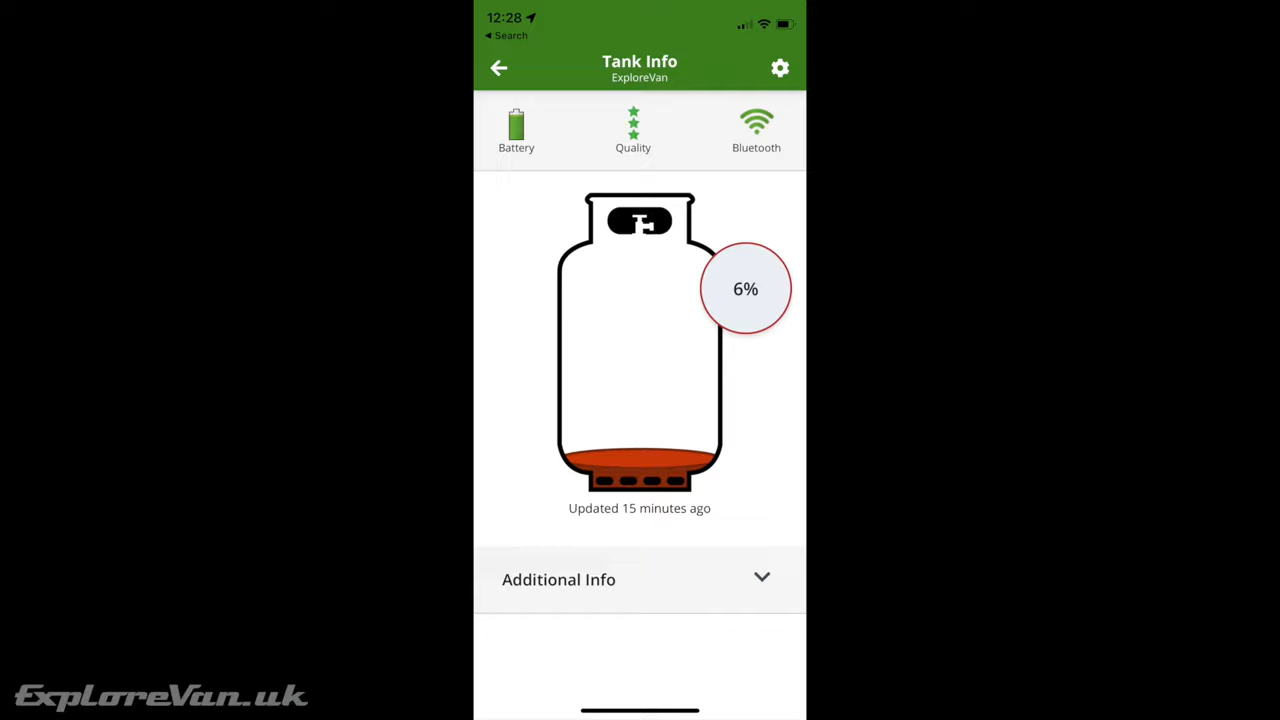 12:28
Search
Tank Info
ExploreVan
Battery
Quality
Bluetooth
6%
Updated 15 minutes ago
Additional Info
ExploreVan.uk